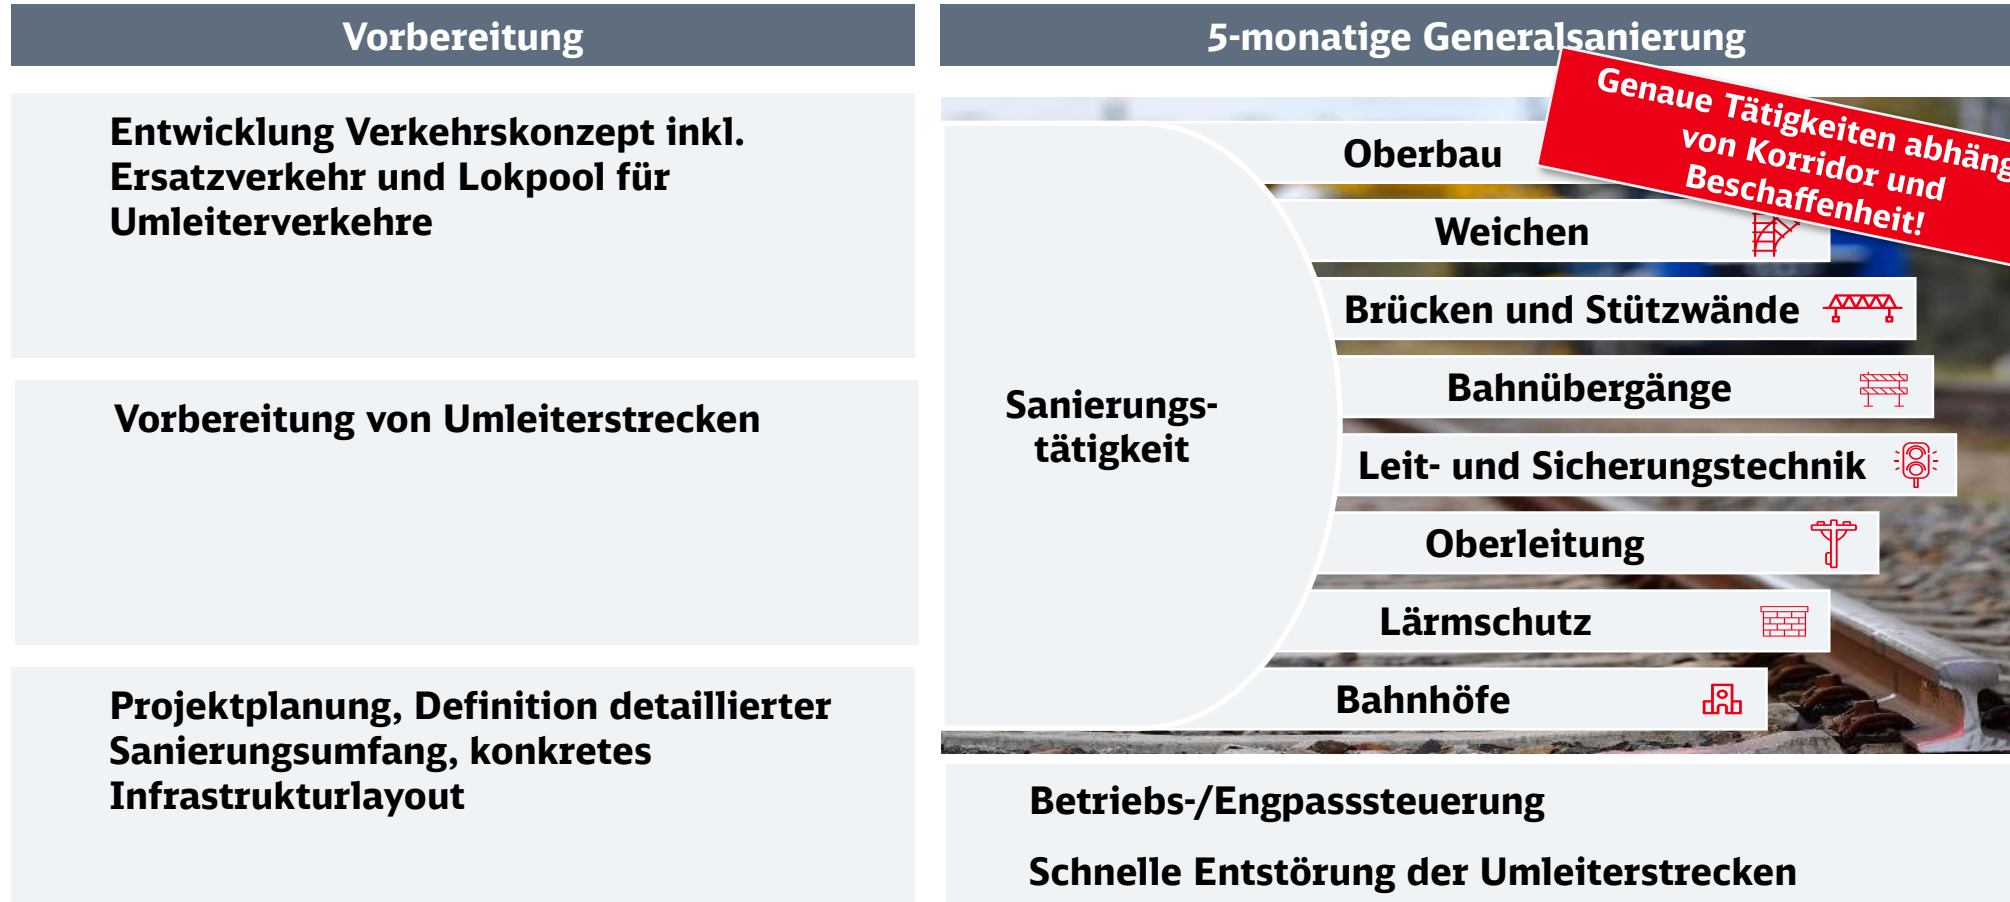 Vorbereitung
Entwicklung Verkehrskonzept inkl.
Ersatzverkehr und Lokpool für
Umleiterverkehre
Vorbereitung von Umleiterstrecken
Projektplanung, Definition detaillierter
Sanierungsumfang, konkretes
Infrastrukturlayout
5-monatige Generalsanierung
Genaue Tätigkeiten abhäng
von Korridor und
Beschaffenheit!
Sanierungs-
tätigkeit
Oberbau
Weichen
Brücken und Stützwände
Bahnübergänge
Leit- und Sicherungstechnik
Oberleitung
Lärmschutz
Bahnhöfe
Betriebs-/Engpasssteuerung
Schnelle Entstörung der Umleiterstrecken